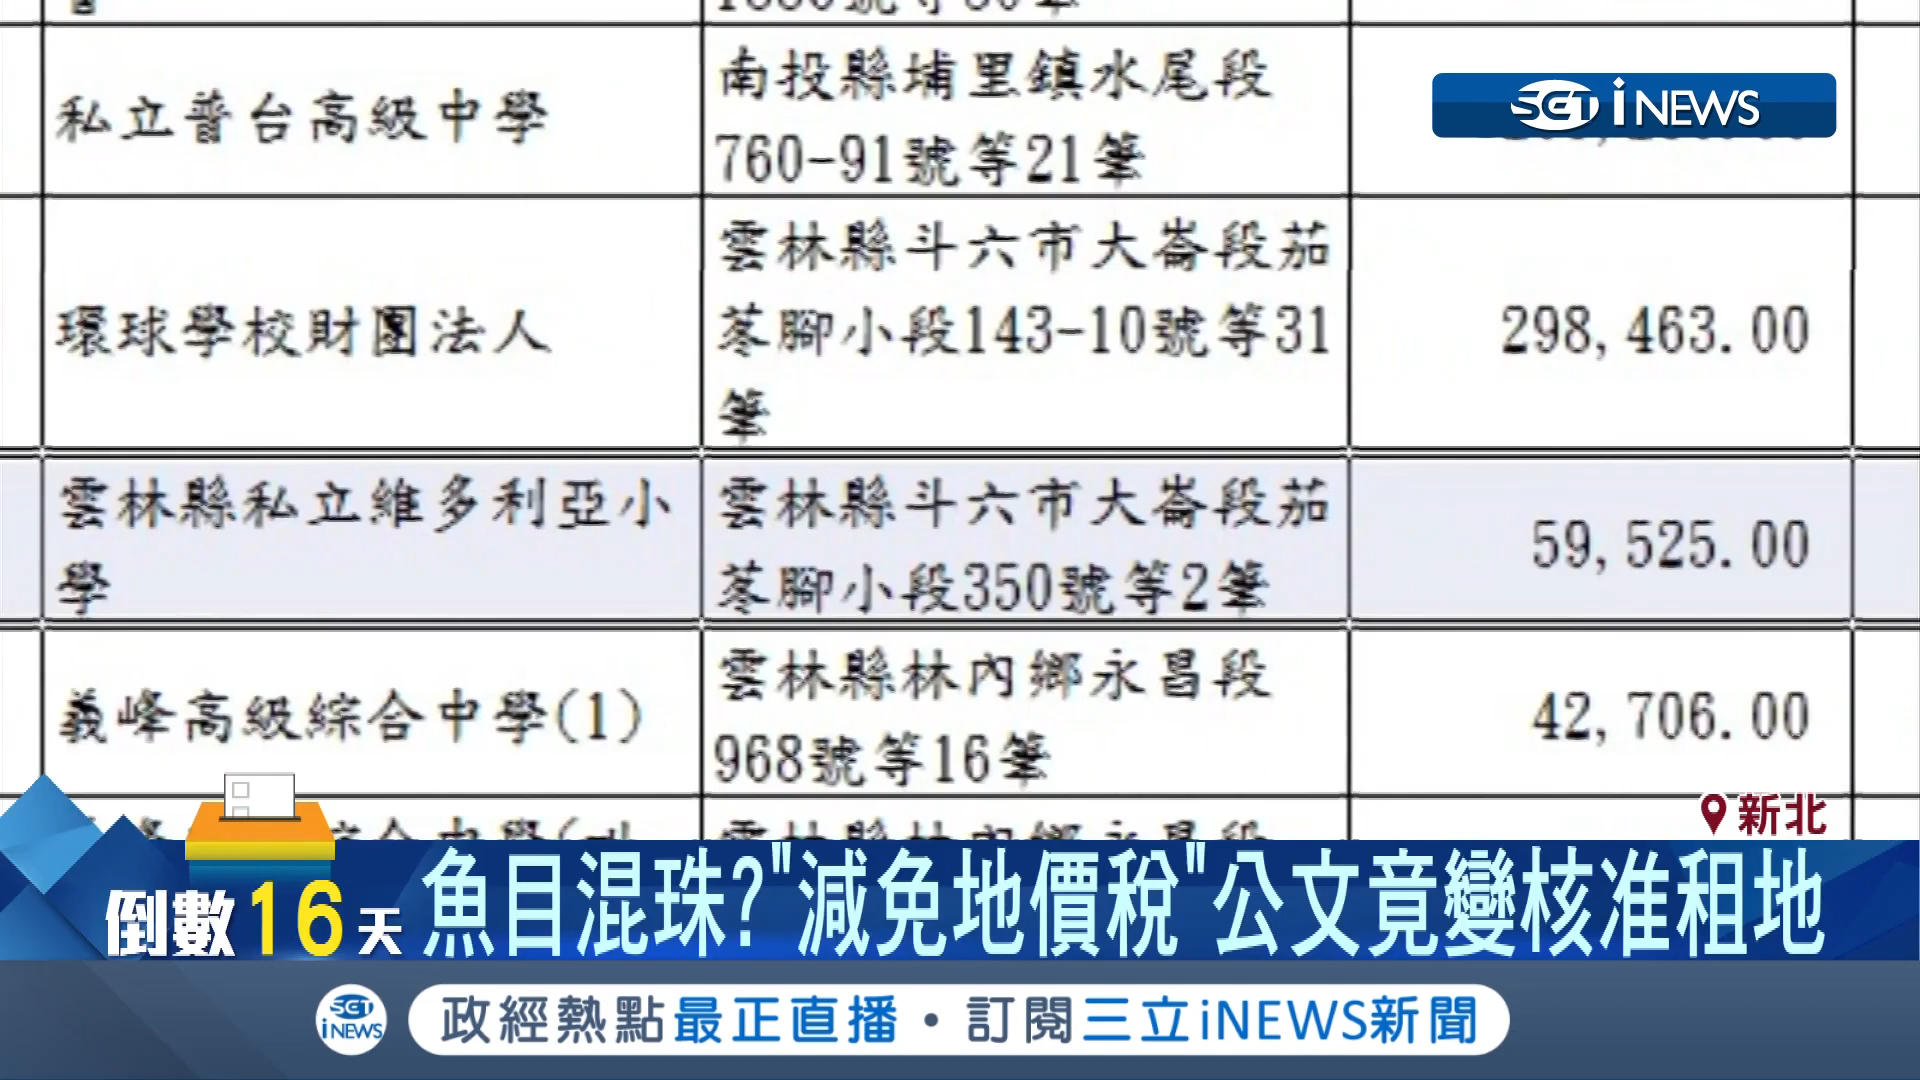 私立普台高級中學
南投縣埔里鎮水尾段
760-91號等21筆
SET iNEWS
環球學校財團法人
雲林縣斗六市大崙段茄
苳腳小段143-10號等31
筆
298,463.00
雲林縣私立維多利亞小
學
雲林縣斗六市大崙段茄
苳腳小段350號等2筆
59,525.00
義峰高級綜合中學(1)
雲林縣林內鄉永昌段
968號等16筆
42,706.00
新北
倒數16天
魚目混珠?"減免地價稅"公文竟變核准租地
SET iNEWS
政經熱點最正直播・訂閱三立iNEWS新聞